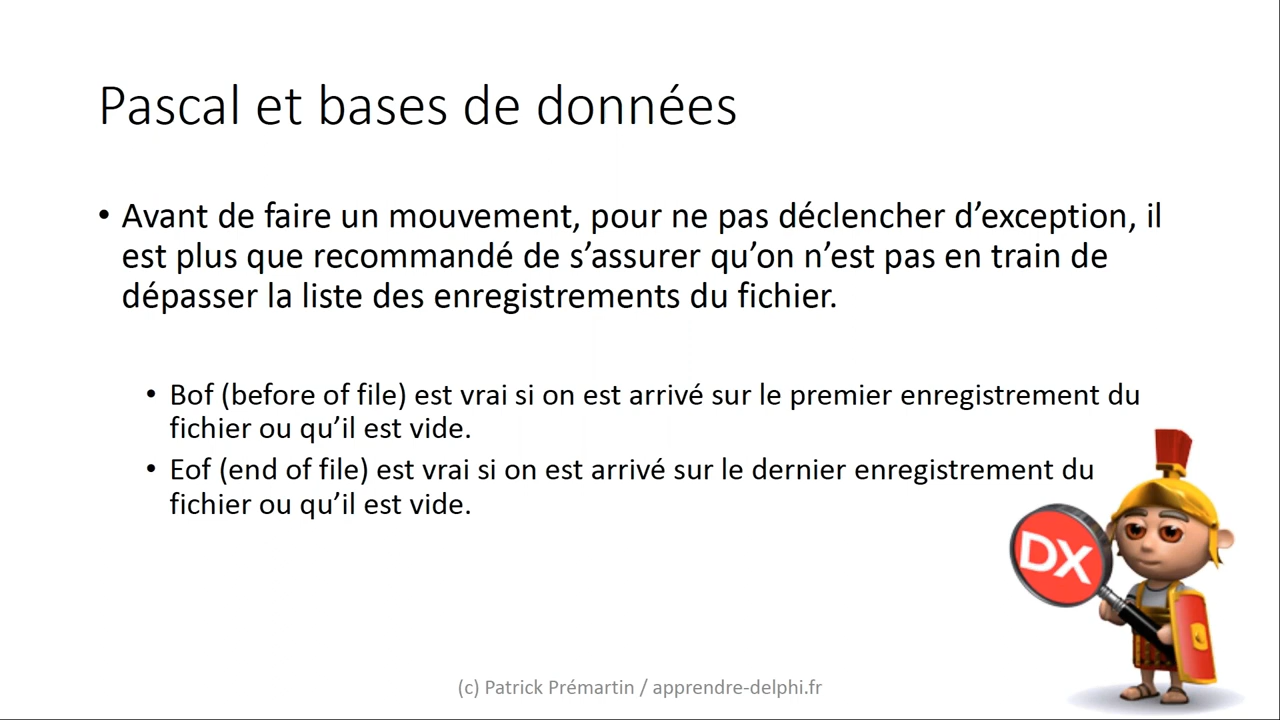 Pascal et bases de données
• Avant de faire un mouvement, pour ne pas déclencher d’exception, il
est plus que recommandé de s’assurer qu’on n’est pas en train de
dépasser la liste des enregistrements du fichier.
• Bof (before of file) est vrai si on est arrivé sur le premier enregistrement du
fichier ou qu’il est vide.
• Eof (end of file) est vrai si on est arrivé sur le dernier enregistrement du
fichier ou qu’il est vide.
DX
(c) Patrick Prémartin / apprendre-delphi.fr